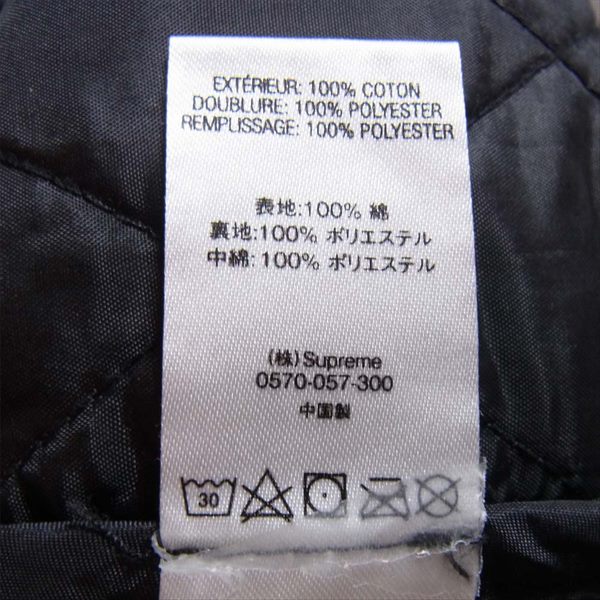 EXTÉRIEUR: 100% COTON
DOUBLURE: 100% POLYESTER
REMPLISSAGE: 100% POLYESTER
表地:100% 綿
裏地:100% ポリエステル
中綿:100% ポリエステル
(株) Supreme
0570-057-300
中国製
30